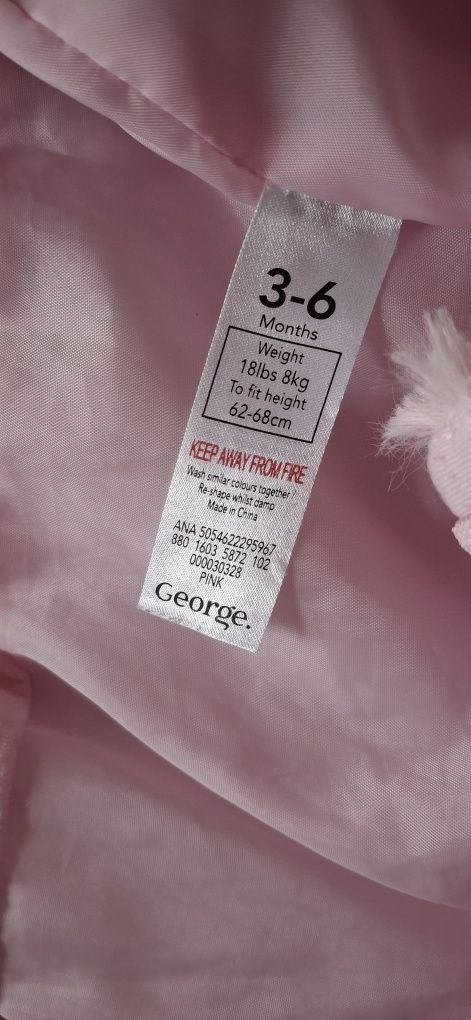 3-6
Months
Weight
18lbs 8kg
To fit height
62-68cm
KEEP AWAY FROM FIRE
Wash similar colours together /
Re-shape whilst damp
Made in China
ANA 5054622295967
880 1603 5872 102
000030328
PINK
George.